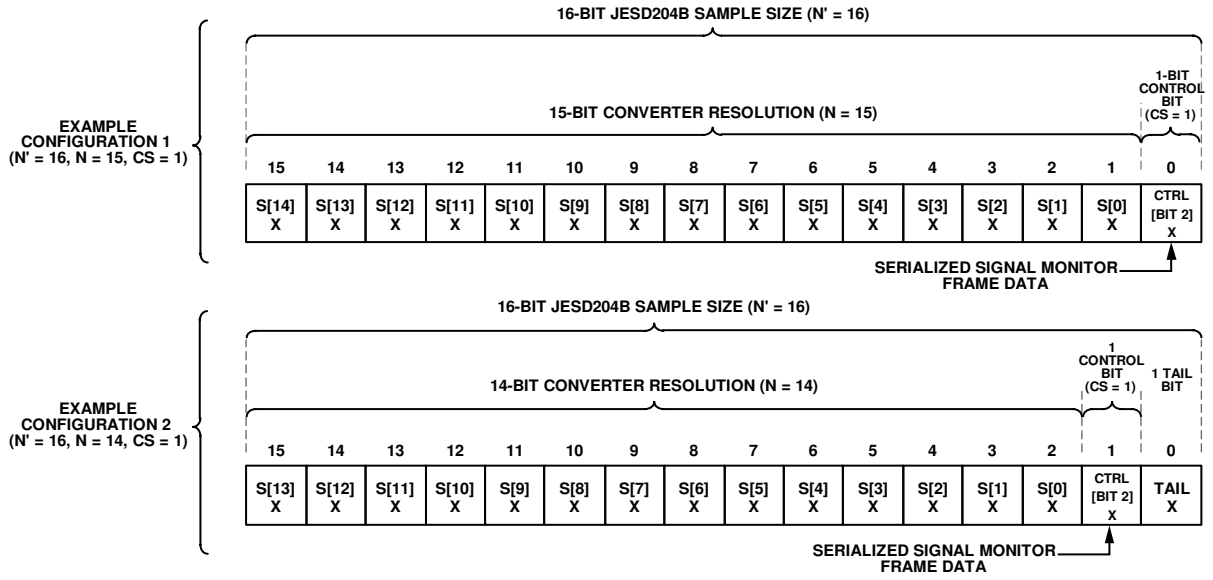 16-BIT JESD204B SAMPLE SIZE (N' = 16)
1-BIT
CONTROL
BIT
(CS = 1)
15-BIT CONVERTER RESOLUTION (N = 15)
EXAMPLE
CONFIGURATION 1
(N' = 16, N = 15, CS = 1)
15 14 13 12 11 10 9 8 7 6 5 4 3 2 1 0
S[14] S[13] S[12] S[11] S[10] S[9] S[8] S[7] S[6] S[5] S[4] S[3] S[2] S[1] S[0] CTRL
[BIT 2]
X X X X X X X X X X X X X X X X
SERIALIZED SIGNAL MONITOR
FRAME DATA
16-BIT JESD204B SAMPLE SIZE (N' = 16)
1
CONTROL
BIT
(CS = 1)
1 TAIL
BIT
14-BIT CONVERTER RESOLUTION (N = 14)
EXAMPLE
CONFIGURATION 2
(N' = 16, N = 14, CS = 1)
15 14 13 12 11 10 9 8 7 6 5 4 3 2 1 0
S[13] S[12] S[11] S[10] S[9] S[8] S[7] S[6] S[5] S[4] S[3] S[2] S[1] S[0] CTRL TAIL
[BIT 2]
X X X X X X X X X X X X X X X X
SERIALIZED SIGNAL MONITOR
FRAME DATA